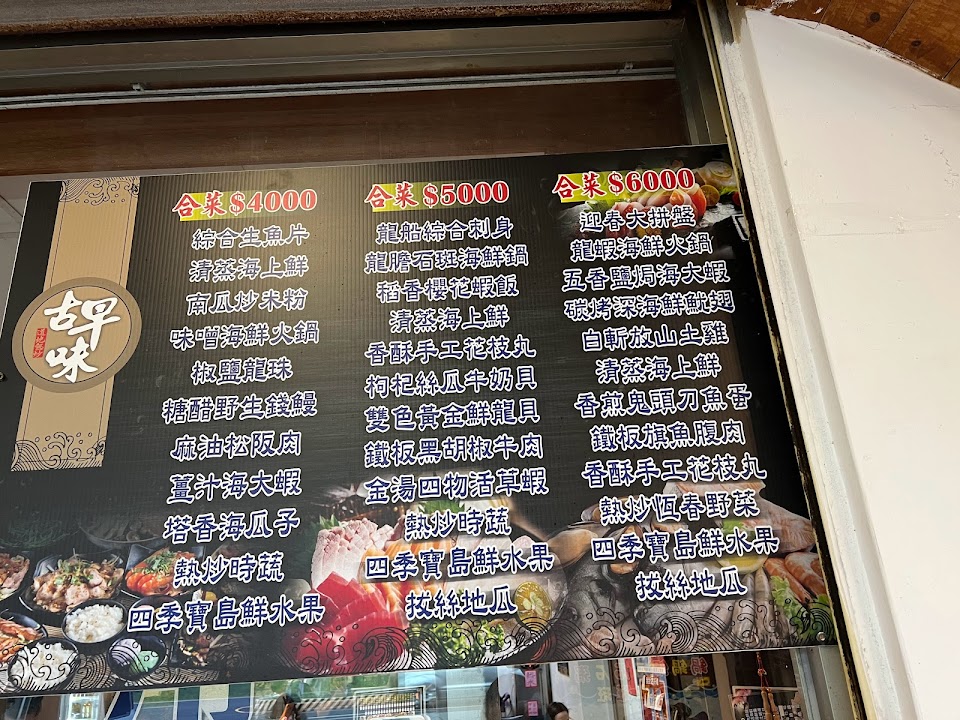 古早味
合菜 $4000
綜合生魚片
清蒸海上鮮
南瓜炒米粉
味噌海鮮火鍋
椒鹽龍珠
糖醋野生錢鰻
麻油松阪肉
薑汁海大蝦
塔香海瓜子
熱炒時蔬
四季寶島鮮水果
合菜 $5000
龍船綜合刺身
龍膽石斑海鮮鍋
稻香櫻花蝦飯
清蒸海上鮮
香酥手工花枝丸
枸杞絲瓜牛奶貝
雙色黃金鮮龍貝
鐵板黑胡椒牛肉
金湯四物活草蝦
熱炒時蔬
四季寶島鮮水果
拔絲地瓜
合菜 $6000
迎春大拼盤
龍蝦海鮮火鍋
五香鹽焗海大蝦
碳烤深海鮮魷翅
白斬放山土雞
清蒸海上鮮
香煎鬼頭刀魚蛋
鐵板旗魚腹肉
香酥手工花枝丸
熱炒恆春野菜
四季寶島鮮水果
拔絲地瓜